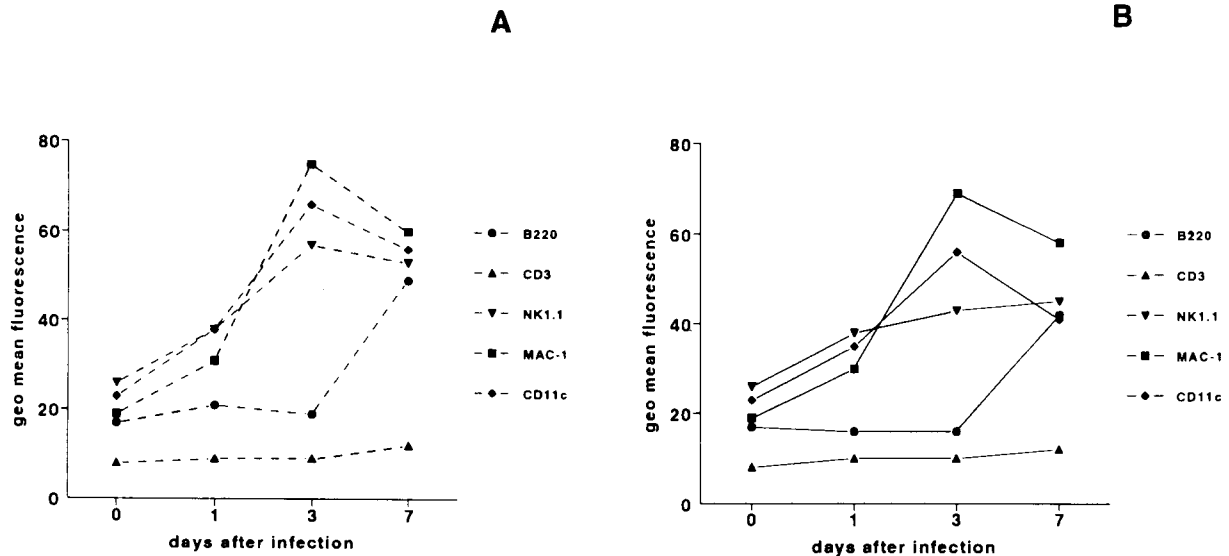 A
geo mean fluorescence
80
60
40
20
0
0 1 3 7
days after infection
B220
CD3
NK1.1
MAC-1
CD11c
B
geo mean fluorescence
80
60
40
20
0
0 1 3 7
days after infection
B220
CD3
NK1.1
MAC-1
CD11c